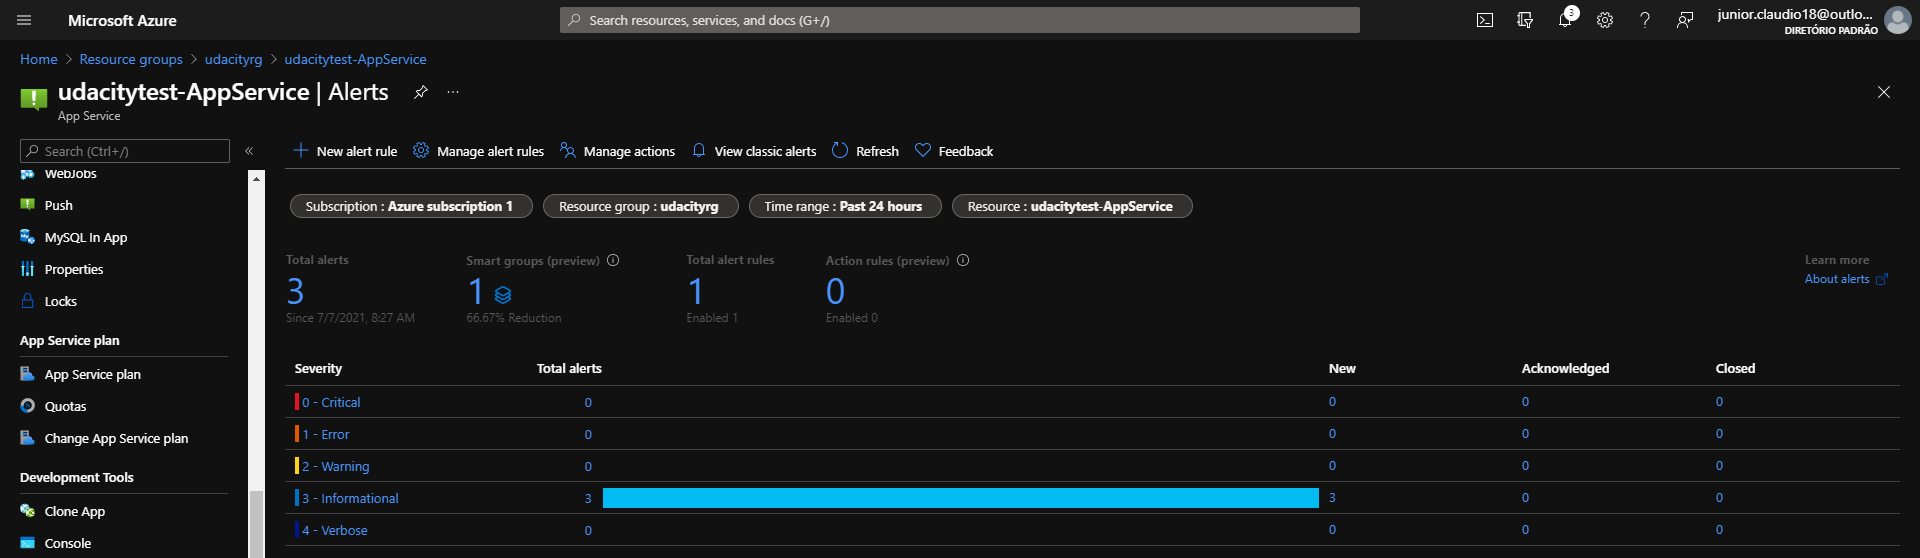 Microsoft Azure
Search resources, services, and docs (G+/)
3
junior.claudio18@outlo...
DIRETÓRIO PADRÃO
Home > Resource groups > udacityrg > udacitytest-AppService
udacitytest-AppService | Alerts
App Service
Search (Ctrl+/)
WebJobs
Push
MySQL In App
Properties
Locks
App Service plan
App Service plan
Quotas
Change App Service plan
Development Tools
Clone App
Console
New alert rule Manage alert rules Manage actions View classic alerts Refresh Feedback
Subscription : Azure subscription 1 Resource group : udacityrg Time range : Past 24 hours Resource : udacitytest-AppService
Total alerts
3
Since 7/7/2021, 8:27 AM
Smart groups (preview)
1
66.67% Reduction
Total alert rules
1
Enabled 1
Action rules (preview)
0
Enabled 0
Learn more
About alerts
Severity Total alerts New Acknowledged Closed
0 - Critical 0 0 0 0
1 - Error 0 0 0 0
2 - Warning 0 0 0 0
3 - Informational 3 3 0 0
4 - Verbose 0 0 0 0